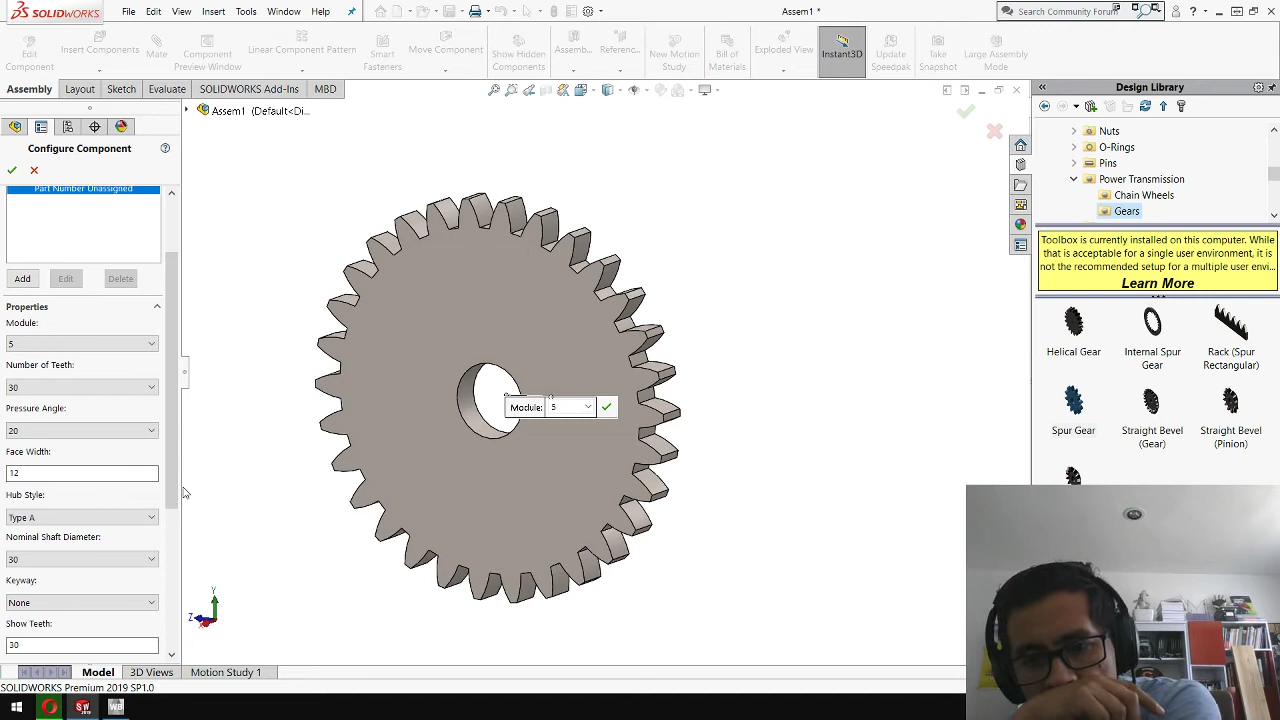 SOLIDWORKS File Edit View Insert Tools Window Help Assem1 * Search Community Forum
Edit Component
Insert Components
Mate
Component Preview Window
Linear Component Pattern
Smart Fasteners
Move Component
Show Hidden Components
Assemb...
Referenc...
New Motion Study
Bill of Materials
Exploded View
Instant3D
Update Speedpak
Take Snapshot
Large Assembly Mode
Assembly Layout Sketch Evaluate SOLIDWORKS Add-Ins MBD
Assem1 (Default<Di...
Configure Component
Part Number Unassigned
Add Edit Delete
Properties
Module:
5
Number of Teeth:
30
Pressure Angle:
20
Face Width:
12
Hub Style:
Type A
Nominal Shaft Diameter:
30
Keyway:
None
Show Teeth:
30
Module: 5
Y
Z
Design Library
Nuts
O-Rings
Pins
Power Transmission
Chain Wheels
Gears
Toolbox is currently installed on this computer. While
that is acceptable for a single user environment, it is
not the recommended setup for a multiple user envi...
Learn More
Helical Gear
Internal Spur Gear
Rack (Spur Rectangular)
Spur Gear
Straight Bevel (Gear)
Straight Bevel (Pinion)
Model 3D Views Motion Study 1
SOLIDWORKS Premium 2019 SP1.0